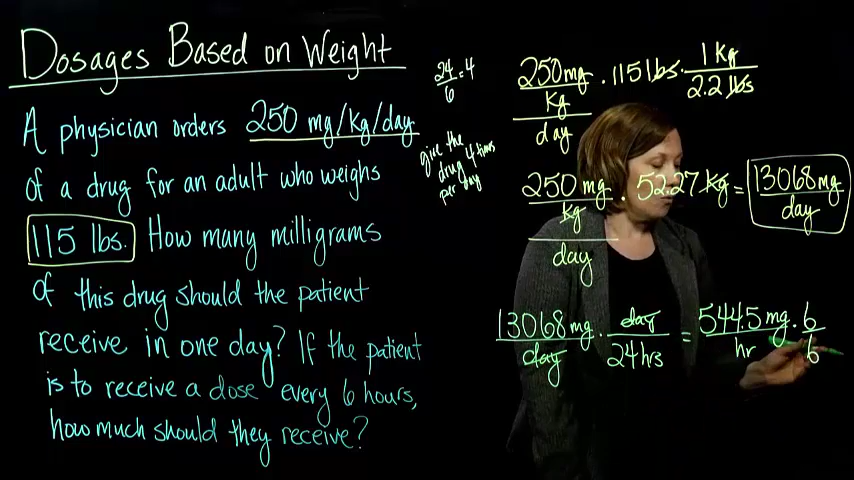 Dosages Based on Weight
A physician orders 250 mg/kg/day
of a drug for an adult who weighs
115 lbs. How many milligrams
of this drug should the patient
receive in one day? If the patient
is to receive a dose every 6 hours,
how much should they receive?
24/6 = 4
give the
drug 4 times
per day
250 mg/kg/day · 115 lbs · 1 kg/2.2 lbs
250 mg/kg/day · 52.27 kg = 13068 mg/day
13068 mg/day · day/24 hrs = 544.5 mg/hr · 6/6